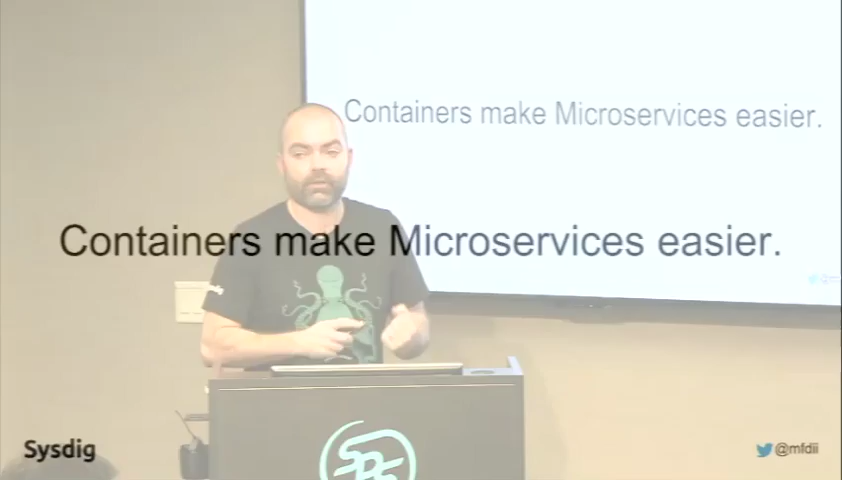 Containers make Microservices easier.
Containers make Microservices easier.
Sysdig
@mfdii